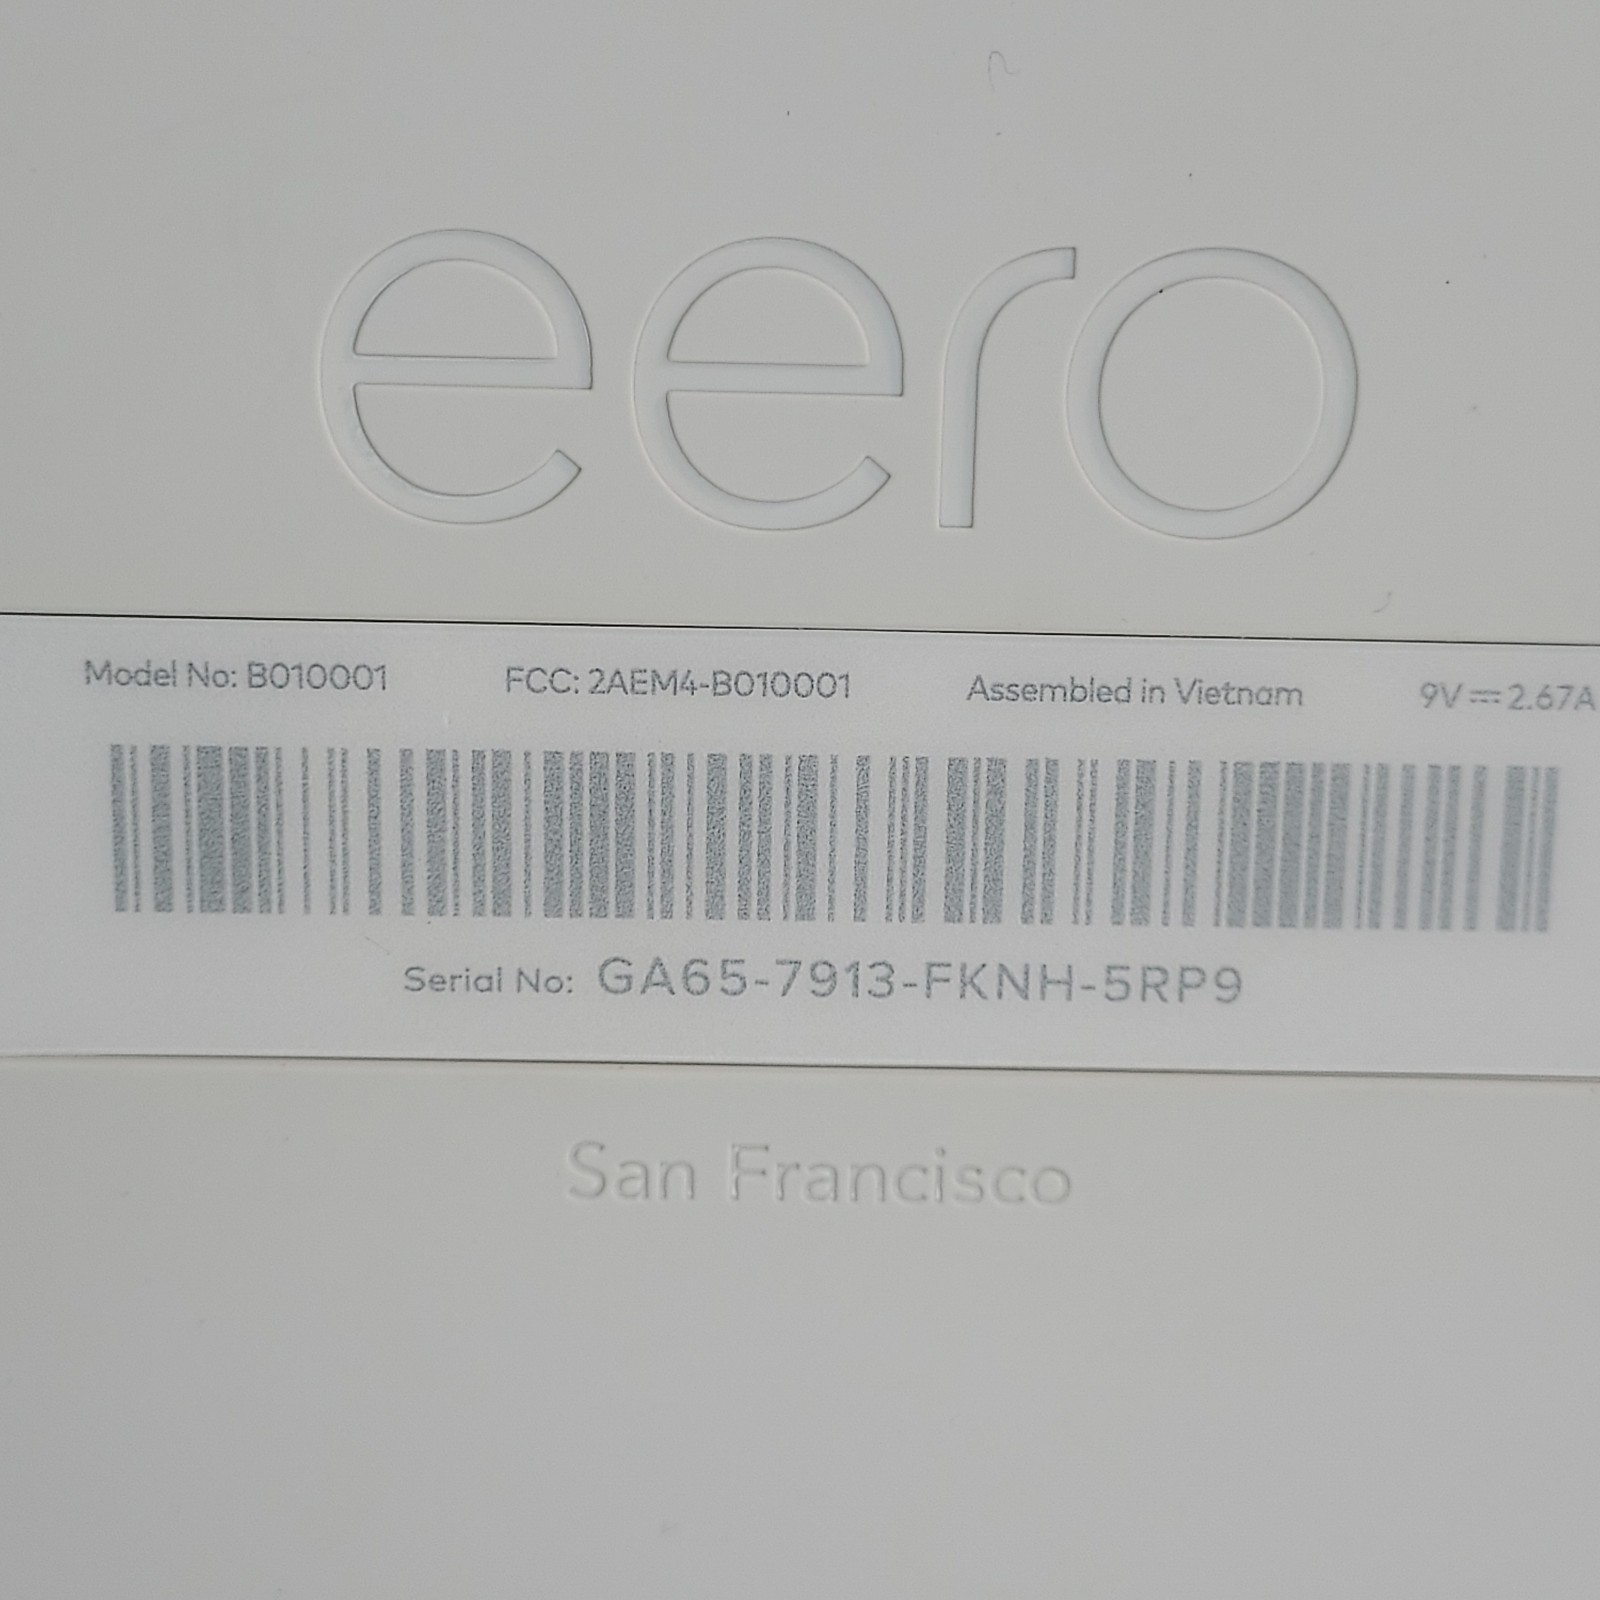 eero
Model No: B010001 FCC: 2AEM4-B010001 Assembled in Vietnam 9V⎓2.67A
Serial No: GA65-7913-FKNH-5RP9
San Francisco